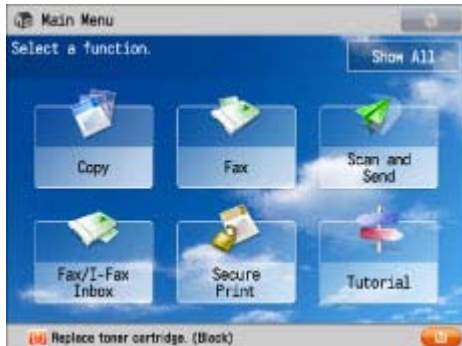 Main Menu
Select a function.
Show All
Copy
Fax
Scan and
Send
Fax/I-Fax
Inbox
Secure
Print
Tutorial
Replace toner cartridge. (Black)